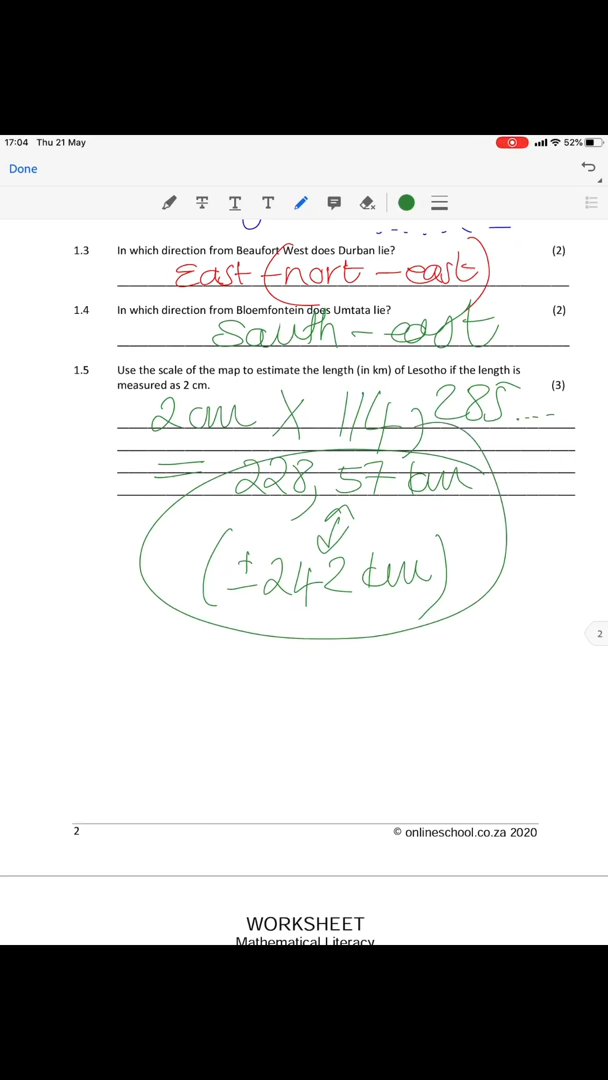 17:04 Thu 21 May
52%
Done
1.3 In which direction from Beaufort West does Durban lie? (2)
East - nort - east
1.4 In which direction from Bloemfontein does Umtata lie? (2)
South - east
1.5 Use the scale of the map to estimate the length (in km) of Lesotho if the length is
measured as 2 cm. (3)
2 cm X 114, 285....
= 228, 57 km
(± 242 km)
2
2 © onlineschool.co.za 2020
WORKSHEET
Mathematical Literacy